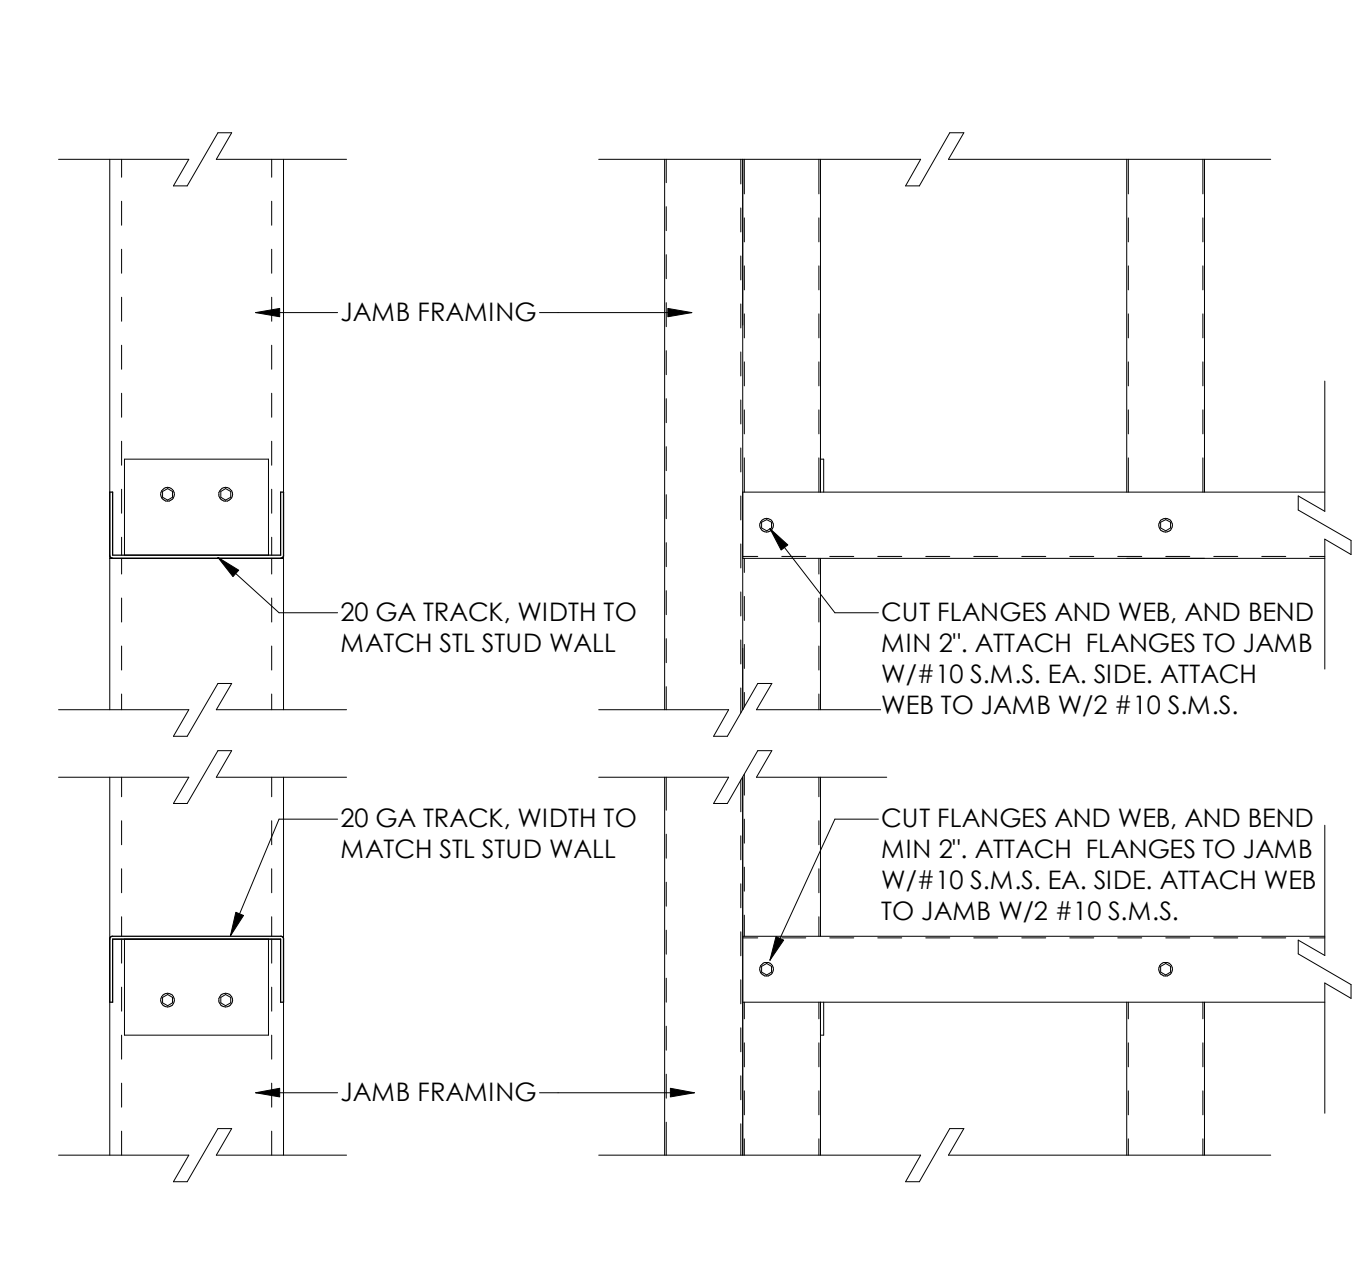 JAMB FRAMING
20 GA TRACK, WIDTH TO
MATCH STL STUD WALL
CUT FLANGES AND WEB, AND BEND
MIN 2". ATTACH FLANGES TO JAMB
W/#10 S.M.S. EA. SIDE. ATTACH
WEB TO JAMB W/2 #10 S.M.S.
20 GA TRACK, WIDTH TO
MATCH STL STUD WALL
CUT FLANGES AND WEB, AND BEND
MIN 2". ATTACH FLANGES TO JAMB
W/#10 S.M.S. EA. SIDE. ATTACH WEB
TO JAMB W/2 #10 S.M.S.
JAMB FRAMING